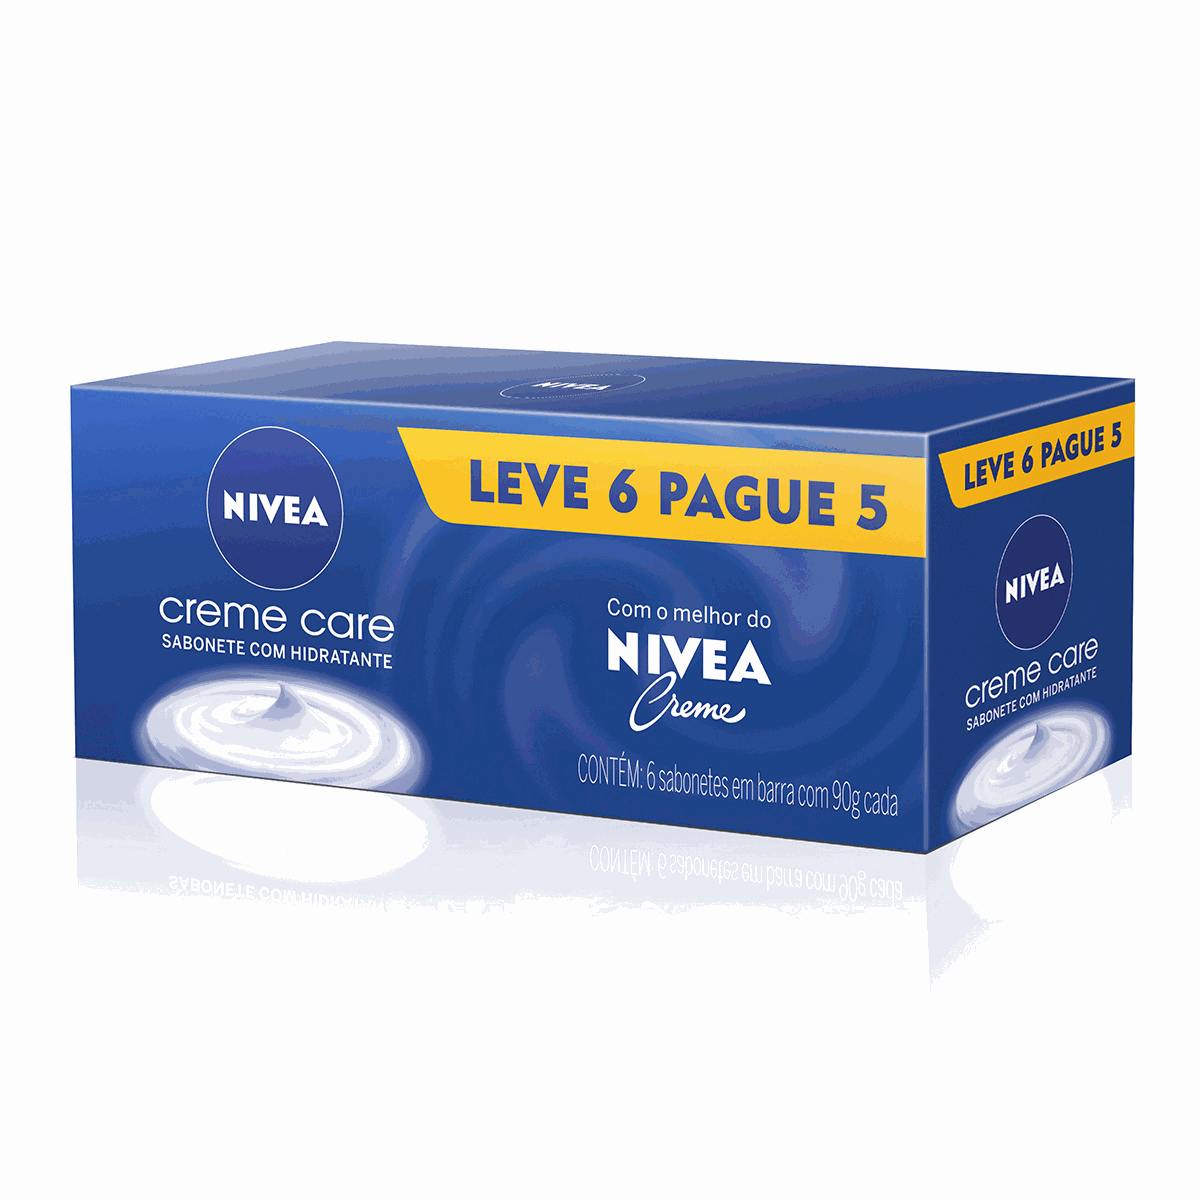 NIVEA
NIVEA
creme care
SABONETE COM HIDRATANTE
LEVE 6 PAGUE 5
Com o melhor do
NIVEA
Creme
CONTÉM: 6 sabonetes em barra com 90g cada
LEVE 6 PAGUE 5
NIVEA
creme care
SABONETE COM HIDRATANTE